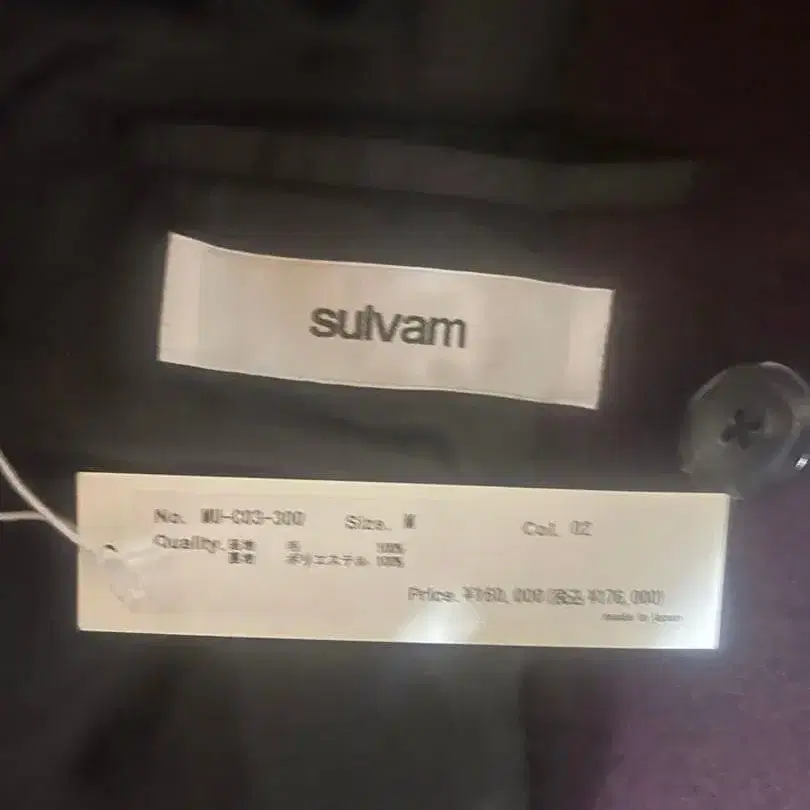 sulvam
No. MU-C03-300 Size. M Col. 02
Quality. 表地 毛 100%
裏地 ポリエステル 100%
Price. ¥160,000(税込 ¥176,000)
made in japan